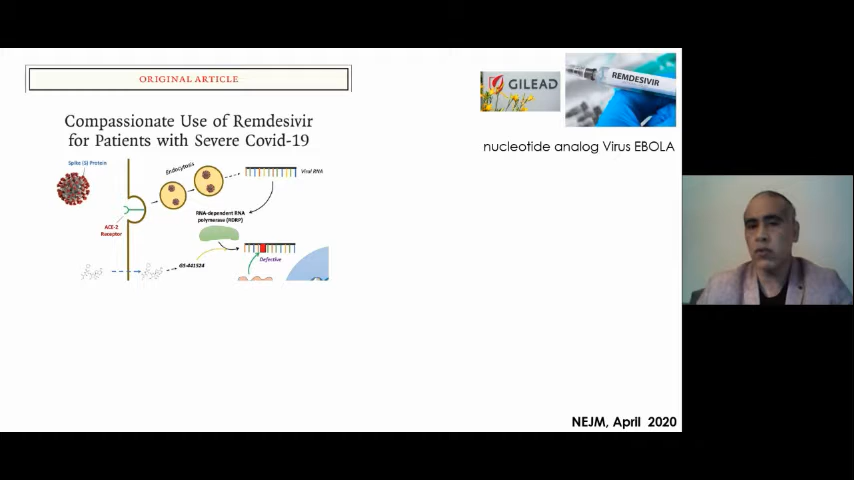 ORIGINAL ARTICLE
Compassionate Use of Remdesivir
for Patients with Severe Covid-19
Spike (S) Protein
Endocytosis
Viral RNA
ACE-2
Receptor
RNA-dependent RNA
polymerase (RDRP)
GS-441524
Defective
GILEAD
REMDESIVIR
nucleotide analog Virus EBOLA
NEJM, April 2020